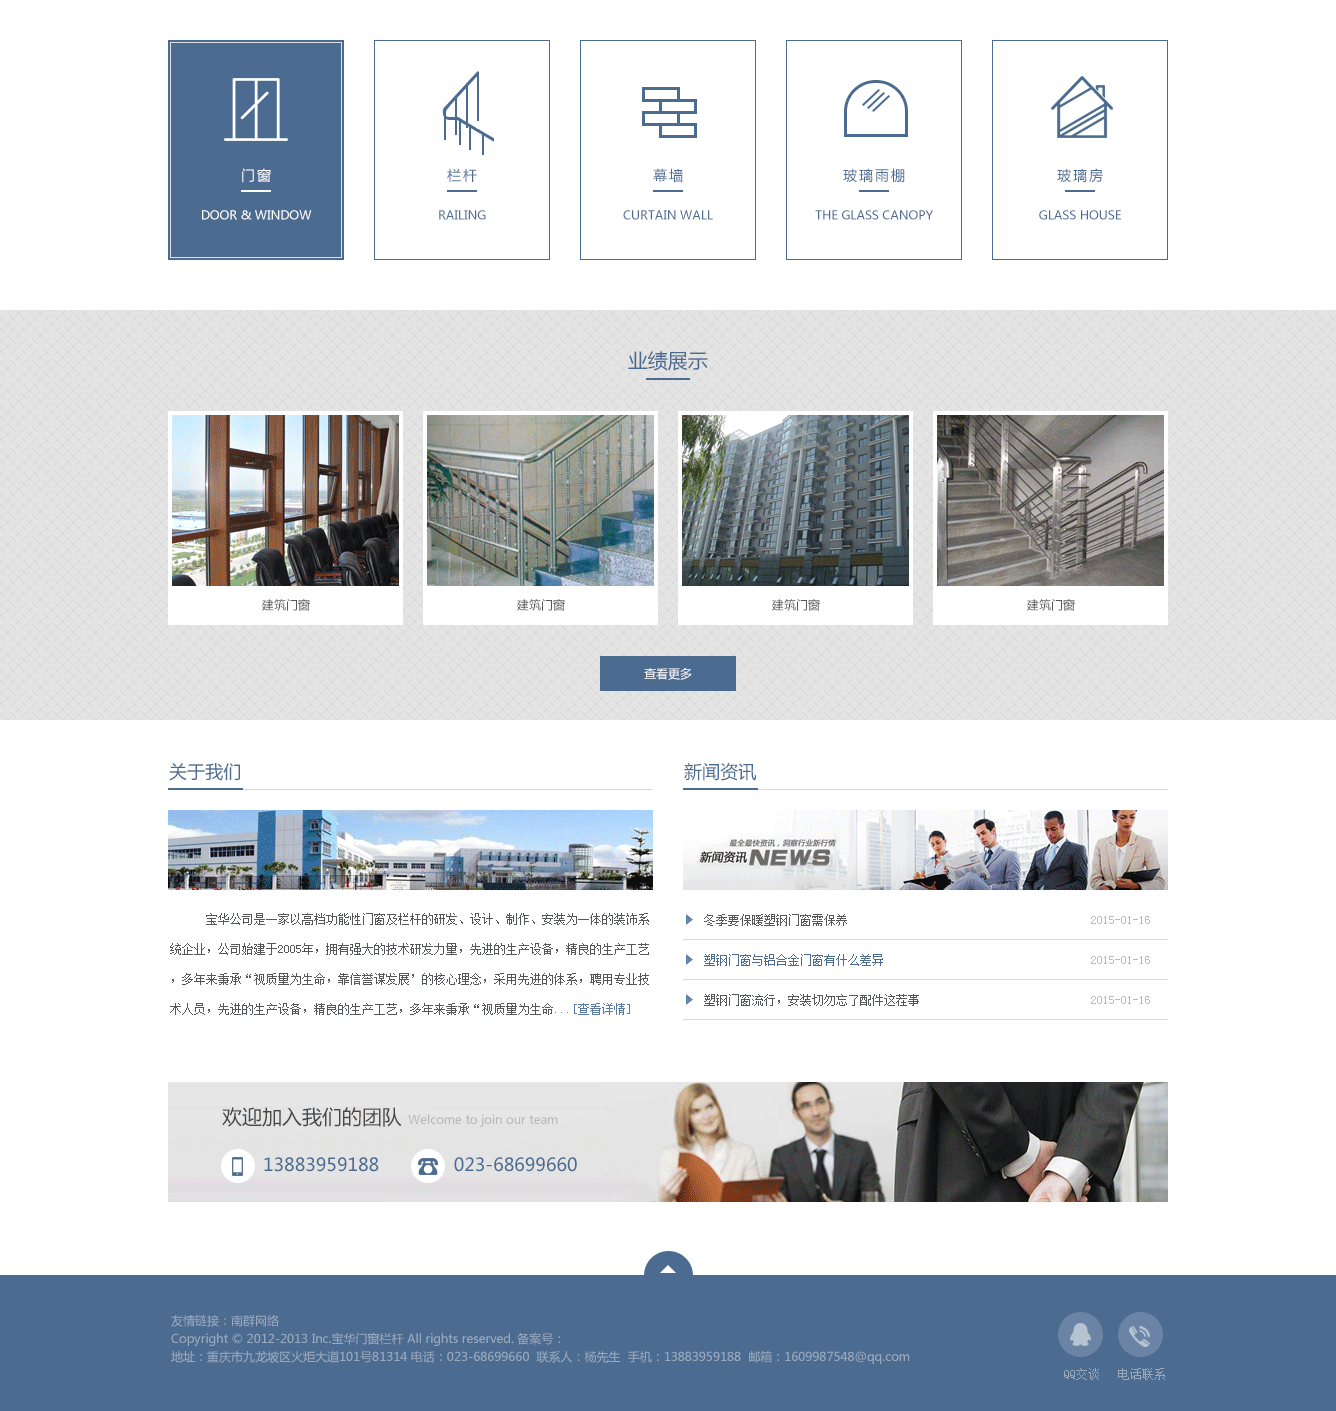 门窗
DOOR & WINDOW
栏杆
RAILING
幕墙
CURTAIN WALL
玻璃雨棚
THE GLASS CANOPY
玻璃房
GLASS HOUSE
业绩展示
建筑门窗
建筑门窗
建筑门窗
建筑门窗
查看更多
关于我们
宝华公司是一家以高档功能性门窗及栏杆的研发、设计、制作、安装为一体的装饰系
统企业，公司始建于2005年，拥有强大的技术研发力量，先进的生产设备，精良的生产工艺
，多年来秉承“视质量为生命，靠信誉谋发展’的核心理念，采用先进的体系，聘用专业技
术人员，先进的生产设备，精良的生产工艺，多年来秉承“视质量为生命... [查看详情]
新闻资讯
最全最快资讯，洞察行业新行情
新闻资讯 NEWS
冬季要保暖塑钢门窗需保养 2015-01-16
塑钢门窗与铝合金门窗有什么差异 2015-01-16
塑钢门窗流行，安装切勿忘了配件这茬事 2015-01-16
欢迎加入我们的团队 Welcome to join our team
13883959188 023-68699660
友情链接：南群网络
Copyright © 2012-2013 Inc.宝华门窗栏杆 All rights reserved. 备案号：
地址：重庆市九龙坡区火炬大道101号81314 电话：023-68699660 联系人：杨先生 手机：13883959188 邮箱：1609987548@qq.com
QQ交谈
电话联系